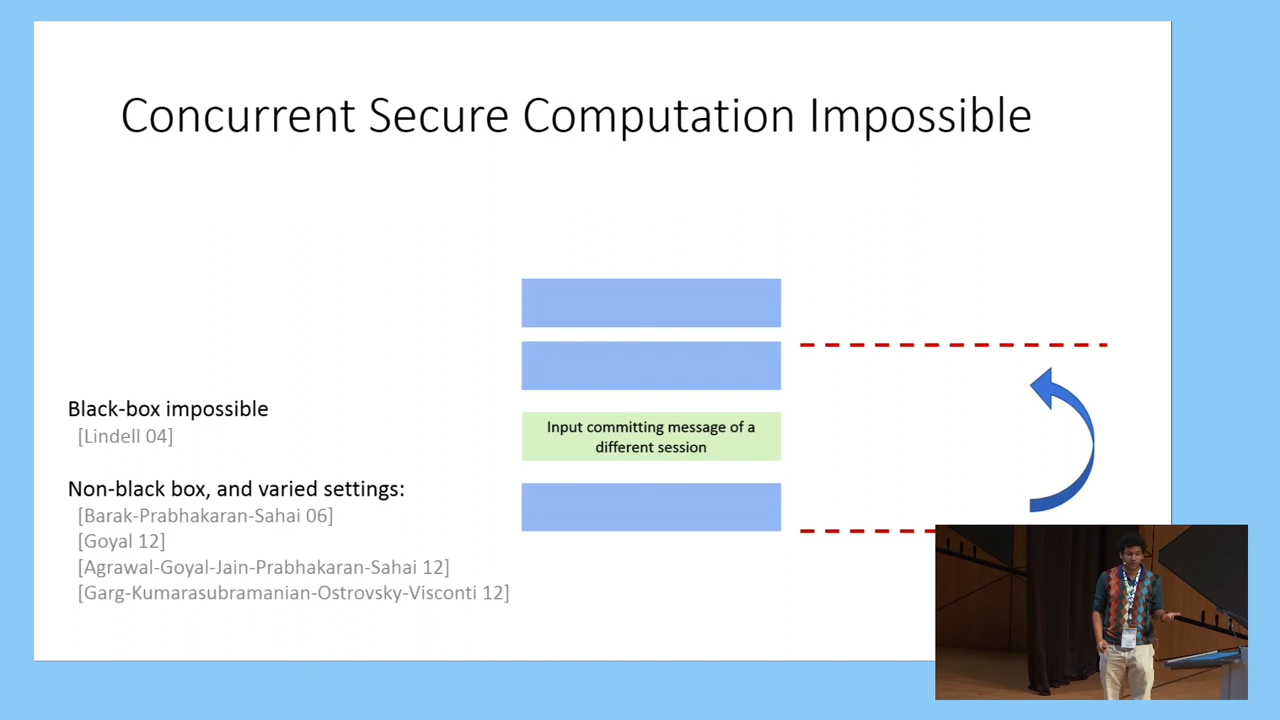 Concurrent Secure Computation Impossible
Black-box impossible
[Lindell 04]
Non-black box, and varied settings:
[Barak-Prabhakaran-Sahai 06]
[Goyal 12]
[Agrawal-Goyal-Jain-Prabhakaran-Sahai 12]
[Garg-Kumarasubramanian-Ostrovsky-Visconti 12]
Input committing message of a
different session